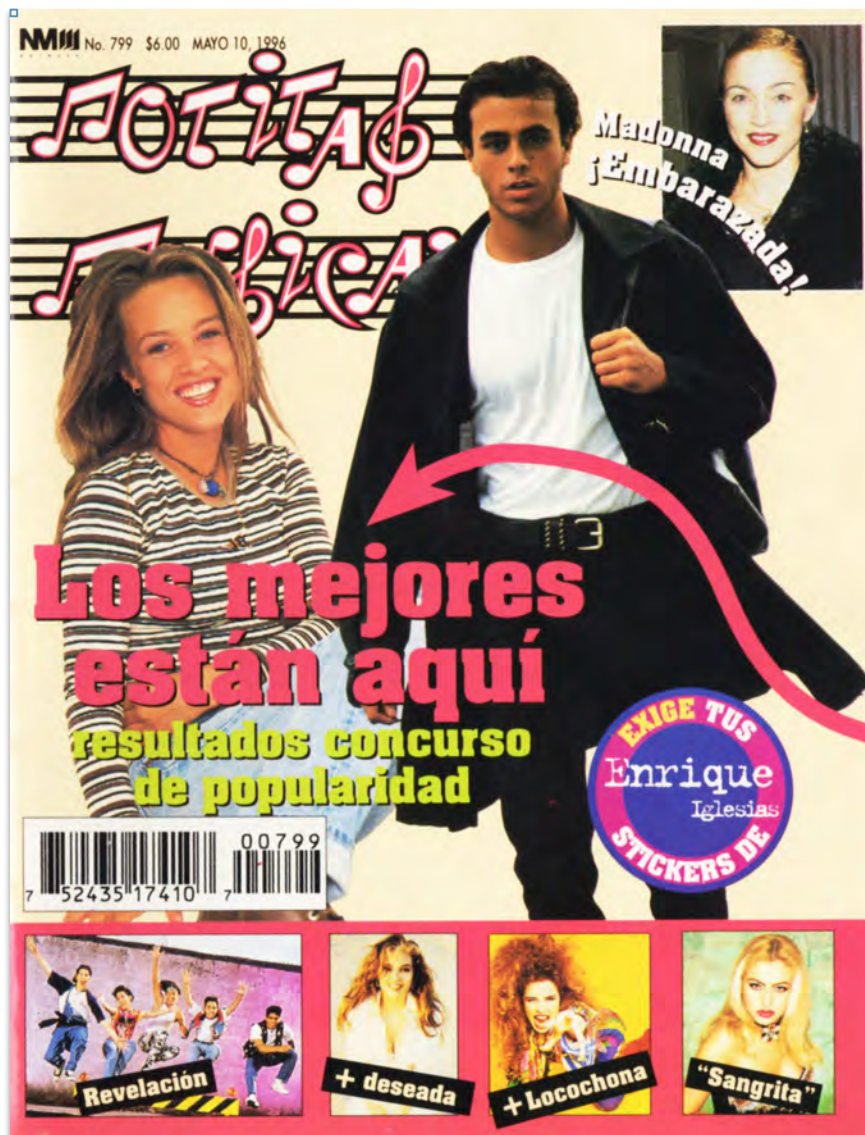 NM
No. 799 $6.00 MAYO 10, 1996
NOTITAS
MUSICALES
Madonna
¡Embarazada!
Los mejores
están aquí
resultados concurso
de popularidad
EXIGE TUS
Enrique
Iglesias
STICKERS DE
00799
7 52435 17410 7
Revelación
+ deseada
+ Locochona
"Sangrita"